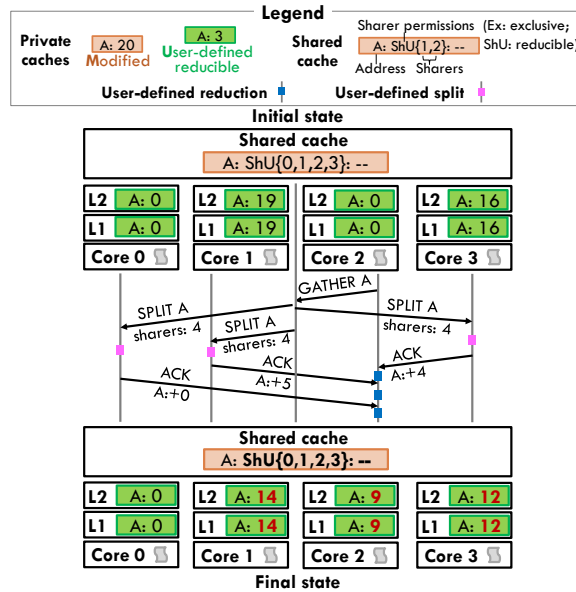 Legend
Private caches
A: 20
Modified
A: 3
User-defined reducible
Shared cache
Sharer permissions
(Ex: exclusive; ShU: reducible)
A: ShU{1,2}: --
Address
Sharers
User-defined reduction
User-defined split
Initial state
Shared cache
A: ShU{0,1,2,3}: --
L2 A: 0 L2 A: 19 L2 A: 0 L2 A: 16
L1 A: 0 L1 A: 19 L1 A: 0 L1 A: 16
Core 0 Core 1 Core 2 Core 3
GATHER A
SPLIT A
sharers: 4
SPLIT A
sharers: 4
SPLIT A
sharers: 4
ACK
A:+4
ACK
A:+5
ACK
A:+0
Shared cache
A: ShU{0,1,2,3}: --
L2 A: 0 L2 A: 14 L2 A: 9 L2 A: 12
L1 A: 0 L1 A: 14 L1 A: 9 L1 A: 12
Core 0 Core 1 Core 2 Core 3
Final state